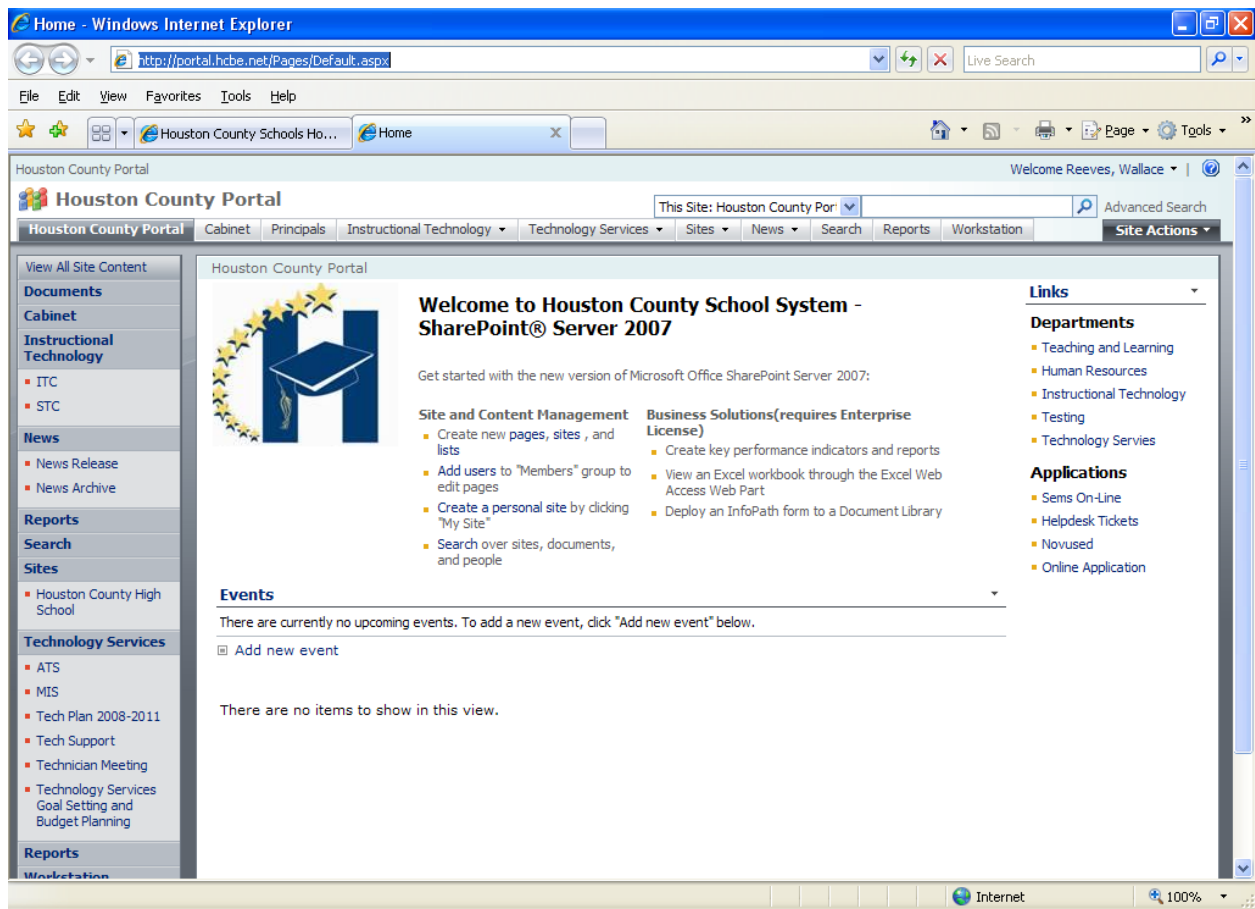 Home - Windows Internet Explorer
http://portal.hcbe.net/Pages/Default.aspx
Live Search
File Edit View Favorites Tools Help
Houston County Schools Ho...
Home
Page
Tools
Houston County Portal
Welcome Reeves, Wallace
Houston County Portal
This Site: Houston County Por
Advanced Search
Houston County Portal Cabinet Principals Instructional Technology Technology Services Sites News Search Reports Workstation Site Actions
View All Site Content
Documents
Cabinet
Instructional
Technology
ITC
STC
News
News Release
News Archive
Reports
Search
Sites
Houston County High
School
Technology Services
ATS
MIS
Tech Plan 2008-2011
Tech Support
Technician Meeting
Technology Services
Goal Setting and
Budget Planning
Reports
Workstation
Houston County Portal
H
Welcome to Houston County School System -
SharePoint® Server 2007
Get started with the new version of Microsoft Office SharePoint Server 2007:
Site and Content Management
Create new pages, sites , and
lists
Add users to "Members" group to
edit pages
Create a personal site by clicking
"My Site"
Search over sites, documents,
and people
Business Solutions(requires Enterprise
License)
Create key performance indicators and reports
View an Excel workbook through the Excel Web
Access Web Part
Deploy an InfoPath form to a Document Library
Events
There are currently no upcoming events. To add a new event, click "Add new event" below.
Add new event
There are no items to show in this view.
Links
Departments
Teaching and Learning
Human Resources
Instructional Technology
Testing
Technology Servies
Applications
Sems On-Line
Helpdesk Tickets
Novused
Online Application
Internet
100%